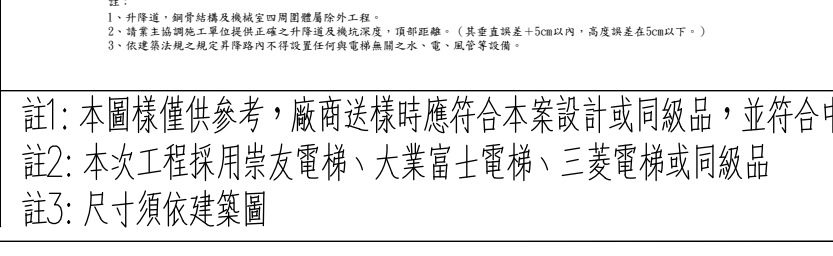 註：
1、升降道，鋼骨結構及機械室四周圍體屬除外工程。
2、請業主協調施工單位提供正確之升降道及機坑深度，頂部距離。（其垂直誤差＋5cm以內，高度誤差在5cm以下。）
3、依建築法規之規定昇降路內不得設置任何與電梯無關之水、電、風管等設備。
註1: 本圖樣僅供參考，廠商送樣時應符合本案設計或同級品，並符合中
註2: 本次工程採用崇友電梯、大業富士電梯、三菱電梯或同級品
註3: 尺寸須依建築圖